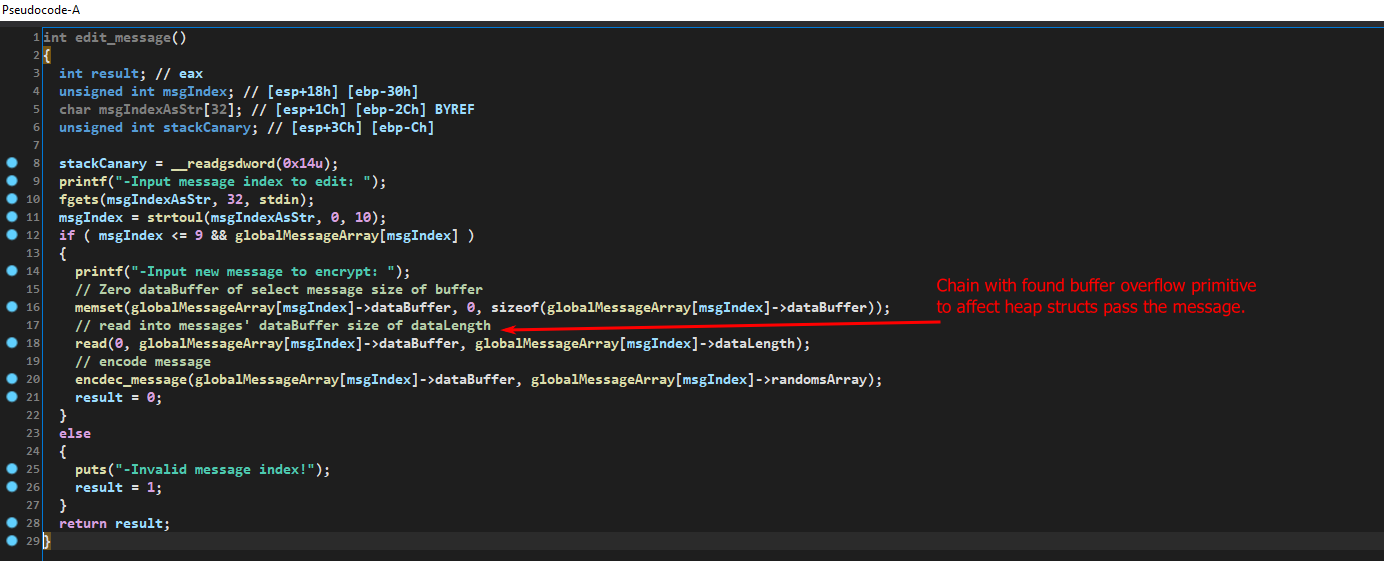 Pseudocode-A
1 int edit_message()
2 {
3 int result; // eax
4 unsigned int msgIndex; // [esp+18h] [ebp-30h]
5 char msgIndexAsStr[32]; // [esp+1Ch] [ebp-2Ch] BYREF
6 unsigned int stackCanary; // [esp+3Ch] [ebp-Ch]
7
8 stackCanary = __readgsdword(0x14u);
9 printf("-Input message index to edit: ");
10 fgets(msgIndexAsStr, 32, stdin);
11 msgIndex = strtoul(msgIndexAsStr, 0, 10);
12 if ( msgIndex <= 9 && globalMessageArray[msgIndex] )
13 {
14 printf("-Input new message to encrypt: ");
15 // Zero dataBuffer of select message size of buffer
16 memset(globalMessageArray[msgIndex]->dataBuffer, 0, sizeof(globalMessageArray[msgIndex]->dataBuffer));
17 // read into messages' dataBuffer size of dataLength
18 read(0, globalMessageArray[msgIndex]->dataBuffer, globalMessageArray[msgIndex]->dataLength);
19 // encode message
20 encdec_message(globalMessageArray[msgIndex]->dataBuffer, globalMessageArray[msgIndex]->randomsArray);
21 result = 0;
22 }
23 else
24 {
25 puts("-Invalid message index!");
26 result = 1;
27 }
28 return result;
29 }
Chain with found buffer overflow primitive
to affect heap structs pass the message.